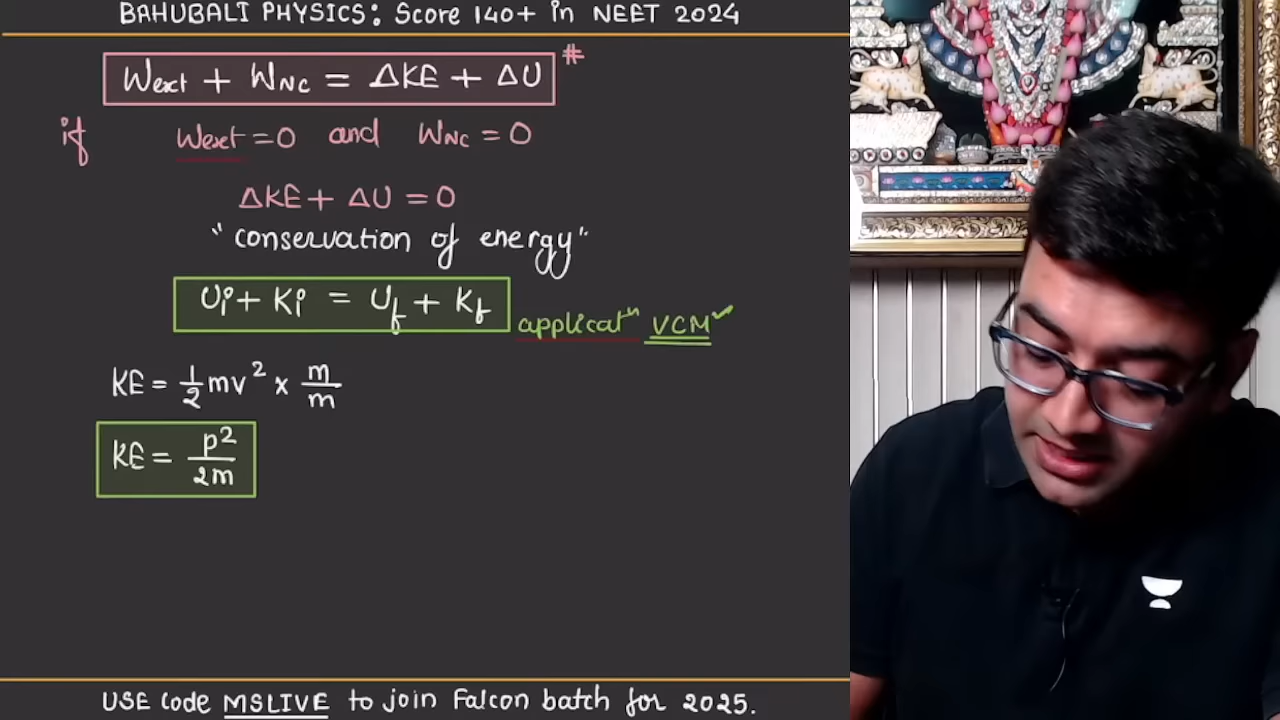 BAHUBALI PHYSICS: Score 140+ in NEET 2024
Wext + WNC = ΔKE + ΔU #
if Wext = 0 and WNC = 0
ΔKE + ΔU = 0
"conservation of energy"
Ui + Ki = Uf + Kf applicatⁿ VCM ✓
KE = 1/2 mv² x m/m
KE = p²/2m
USE Code MSLIVE to join Falcon batch for 2025.